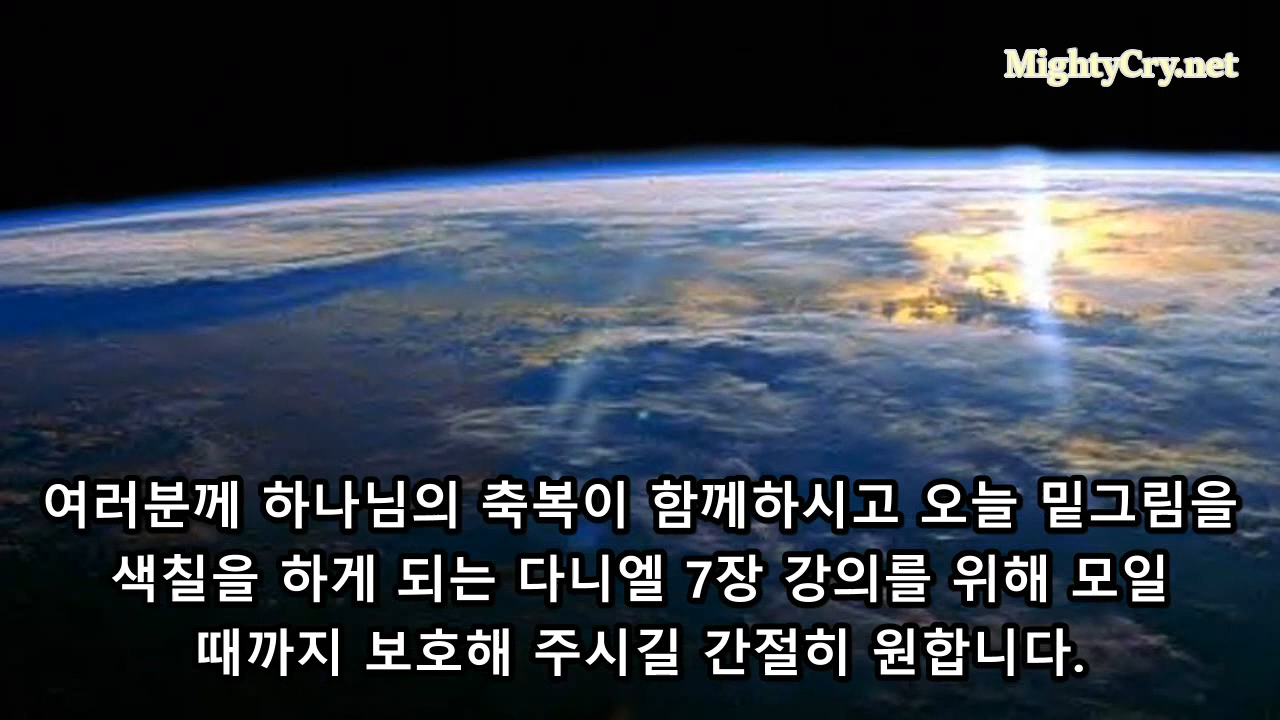 MightyCry.net
여러분께 하나님의 축복이 함께하시고 오늘 밑그림을
색칠을 하게 되는 다니엘 7장 강의를 위해 모일
때까지 보호해 주시길 간절히 원합니다.